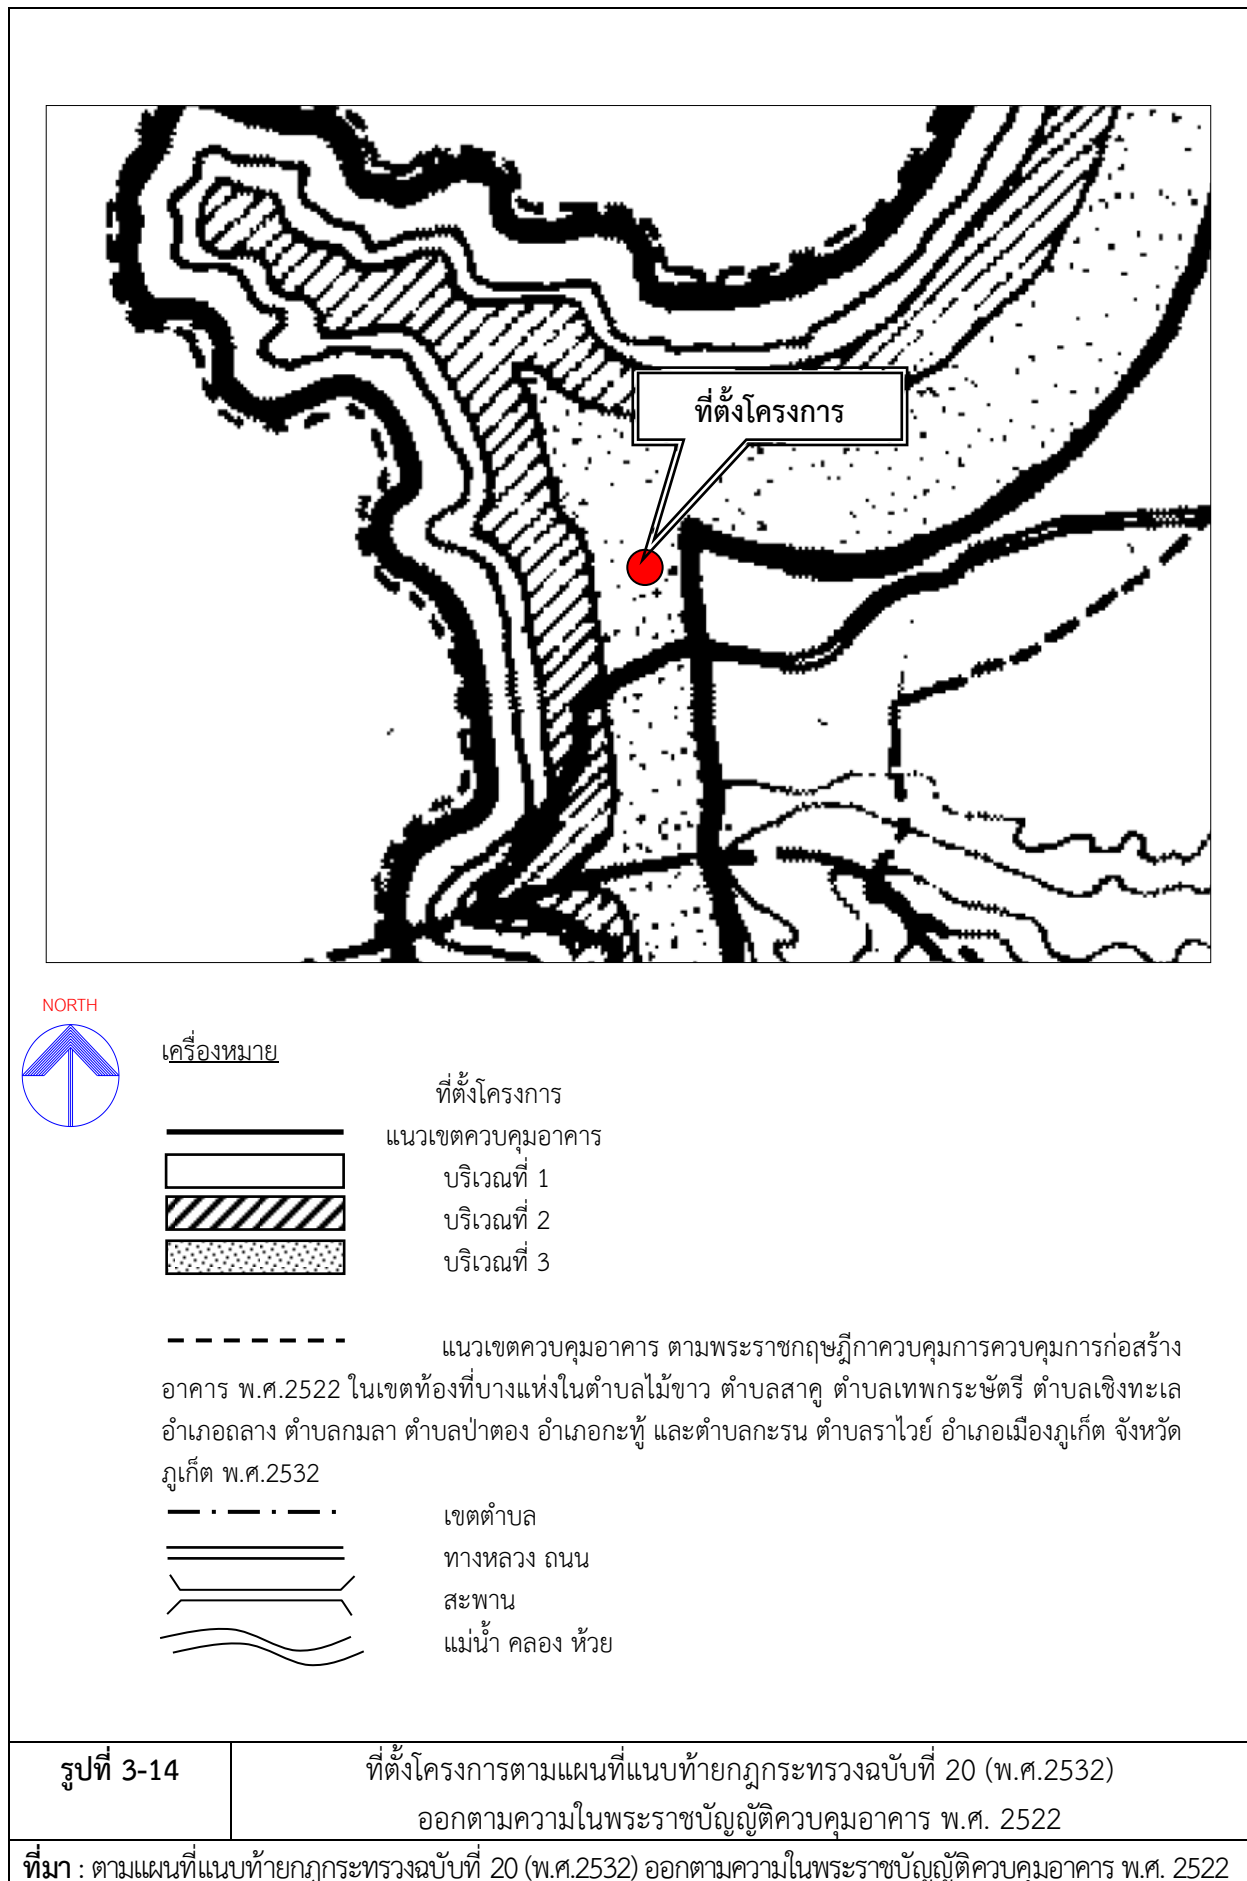 ที่ตั้งโครงการ
NORTH
เครื่องหมาย
ที่ตั้งโครงการ
แนวเขตควบคุมอาคาร
บริเวณที่ 1
บริเวณที่ 2
บริเวณที่ 3
แนวเขตควบคุมอาคาร ตามพระราชกฤษฎีกาควบคุมการควบคุมการก่อสร้าง
อาคาร พ.ศ.2522 ในเขตท้องที่บางแห่งในตำบลไม้ขาว ตำบลสาคู ตำบลเทพกระษัตรี ตำบลเชิงทะเล
อำเภอถลาง ตำบลกมลา ตำบลป่าตอง อำเภอกะทู้ และตำบลกะรน ตำบลราไวย์ อำเภอเมืองภูเก็ต จังหวัด
ภูเก็ต พ.ศ.2532
เขตตำบล
ทางหลวง ถนน
สะพาน
แม่น้ำ คลอง ห้วย
รูปที่ 3-14
ที่ตั้งโครงการตามแผนที่แนบท้ายกฎกระทรวงฉบับที่ 20 (พ.ศ.2532)
ออกตามความในพระราชบัญญัติควบคุมอาคาร พ.ศ. 2522
ที่มา : ตามแผนที่แนบท้ายกฎกระทรวงฉบับที่ 20 (พ.ศ.2532) ออกตามความในพระราชบัญญัติควบคุมอาคาร พ.ศ. 2522